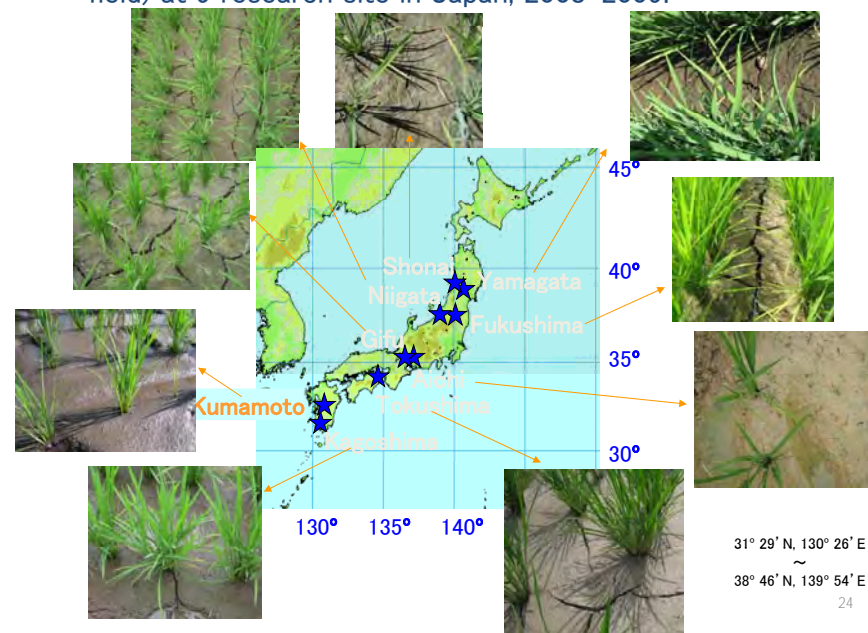 45°
40°
Shonai
Yamagata
Niigata
Fukushima
Gifu
35°
Aichi
Kumamoto
Tokushima
Kagoshima
30°
130° 135° 140°
31° 29' N, 130° 26' E
~
38° 46' N, 139° 54' E
24